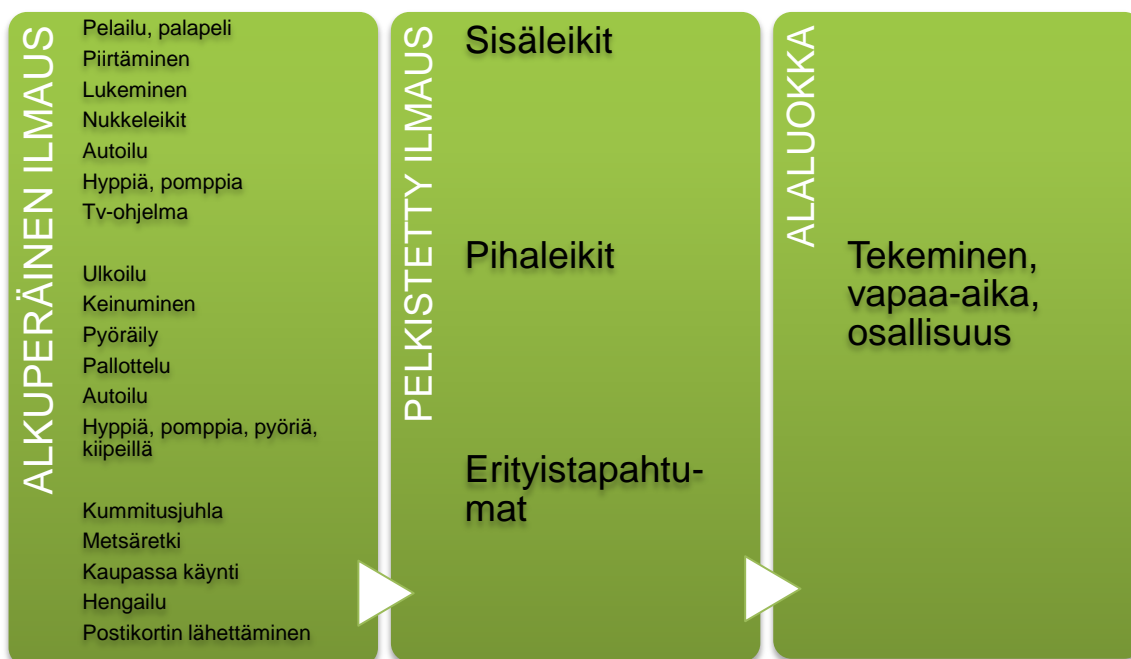 ALKUPERÄINEN ILMAUS
Pelailu, palapeli
Piirtäminen
Lukeminen
Nukkeleikit
Autoilu
Hyppiä, pomppia
Tv-ohjelma
Ulkoilu
Keinuminen
Pyöräily
Pallottelu
Autoilu
Hyppiä, pomppia, pyöriä,
kiipeillä
Kummitusjuhla
Metsäretki
Kaupassa käynti
Hengailu
Postikortin lähettäminen
PELKISTETTY ILMAUS
Sisäleikit
Pihaleikit
Erityistapahtu-
mat
ALALUOKKA
Tekeminen,
vapaa-aika,
osallisuus